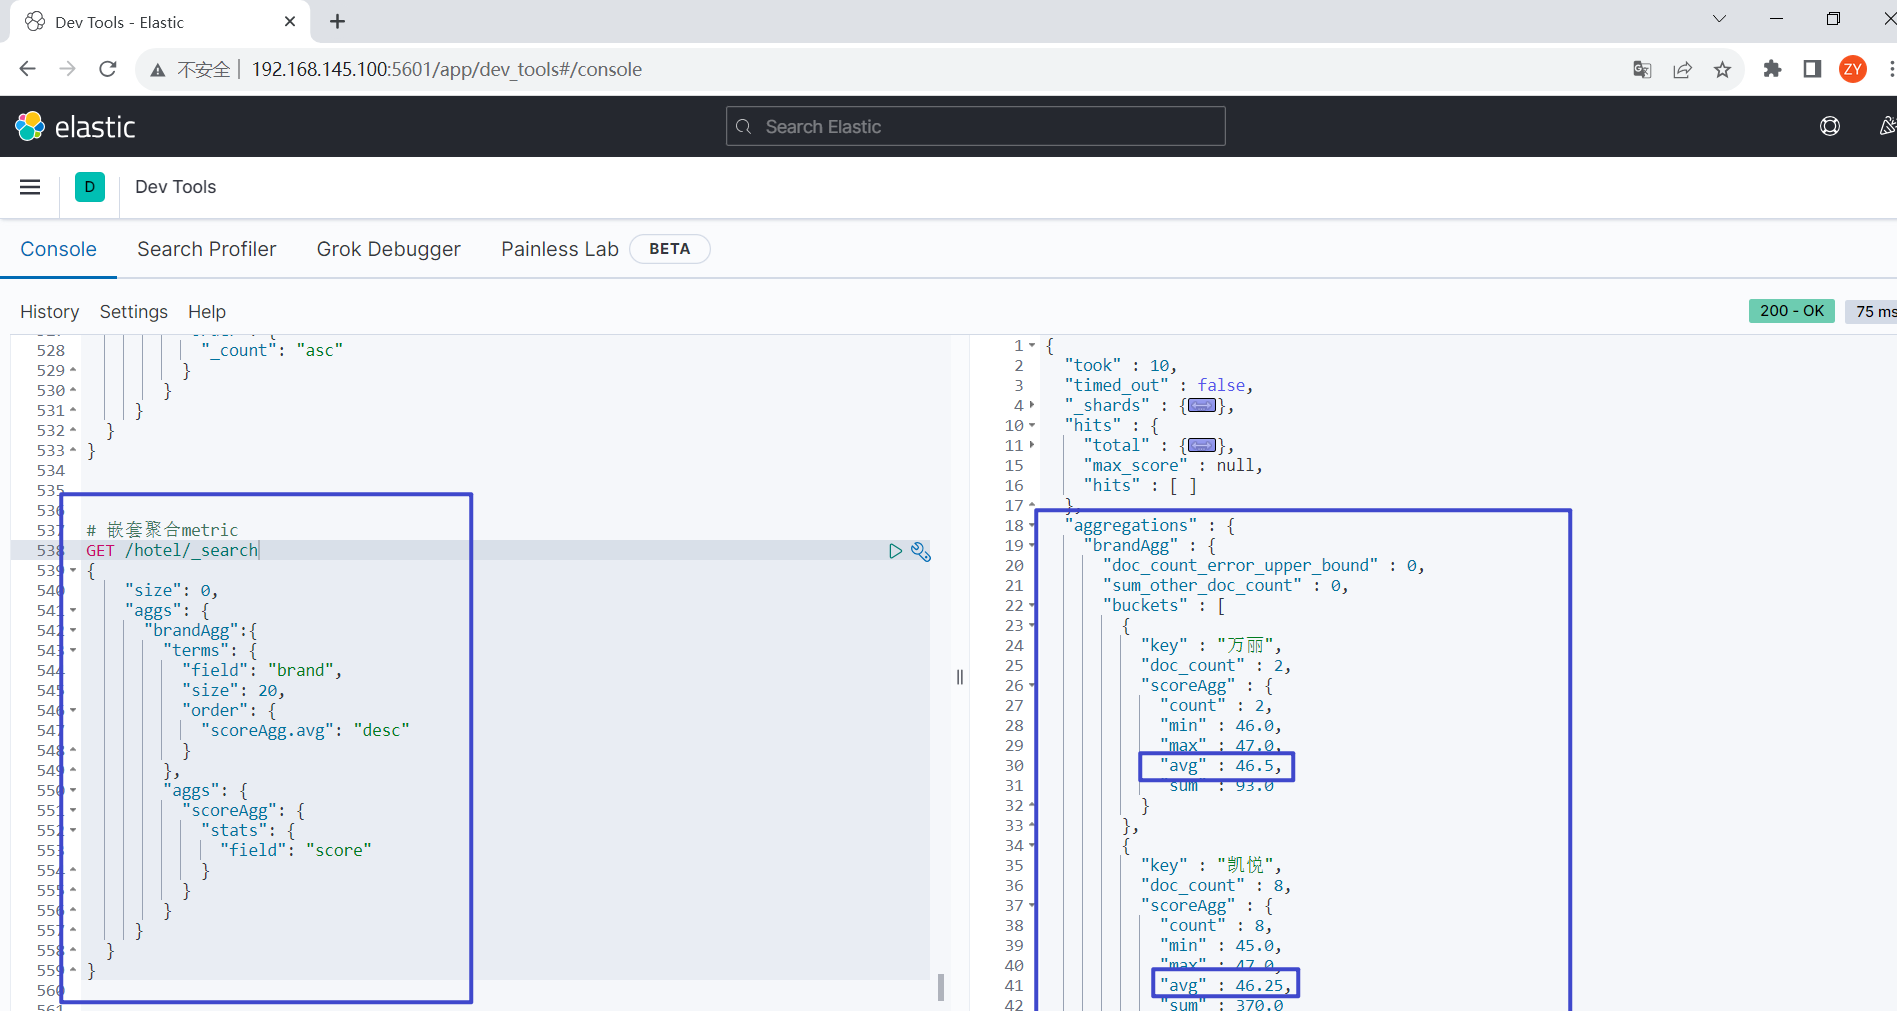 Dev Tools - Elastic
不安全 192.168.145.100:5601/app/dev_tools#/console
ZY
elastic
Search Elastic
D
Dev Tools
Console Search Profiler Grok Debugger Painless Lab BETA
History Settings Help
200 - OK 75 ms
528 "_count": "asc"
529 }
530 }
531 }
532 }
533 }
534
535
536
537 # 嵌套聚合metric
538 GET /hotel/_search
539 {
540 "size": 0,
541 "aggs": {
542 "brandAgg":{
543 "terms": {
544 "field": "brand",
545 "size": 20,
546 "order": {
547 "scoreAgg.avg": "desc"
548 }
549 },
550 "aggs": {
551 "scoreAgg": {
552 "stats": {
553 "field": "score"
554 }
555 }
556 }
557 }
558 }
559 }
560
561
1 {
2 "took" : 10,
3 "timed_out" : false,
4 "_shards" : {},
10 "hits" : {
11 "total" : {},
15 "max_score" : null,
16 "hits" : [ ]
17 },
18 "aggregations" : {
19 "brandAgg" : {
20 "doc_count_error_upper_bound" : 0,
21 "sum_other_doc_count" : 0,
22 "buckets" : [
23 {
24 "key" : "万丽",
25 "doc_count" : 2,
26 "scoreAgg" : {
27 "count" : 2,
28 "min" : 46.0,
29 "max" : 47.0,
30 "avg" : 46.5,
31 "sum" : 93.0
32 }
33 },
34 {
35 "key" : "凯悦",
36 "doc_count" : 8,
37 "scoreAgg" : {
38 "count" : 8,
39 "min" : 45.0,
40 "max" : 47.0,
41 "avg" : 46.25,
42 "sum" : 370.0